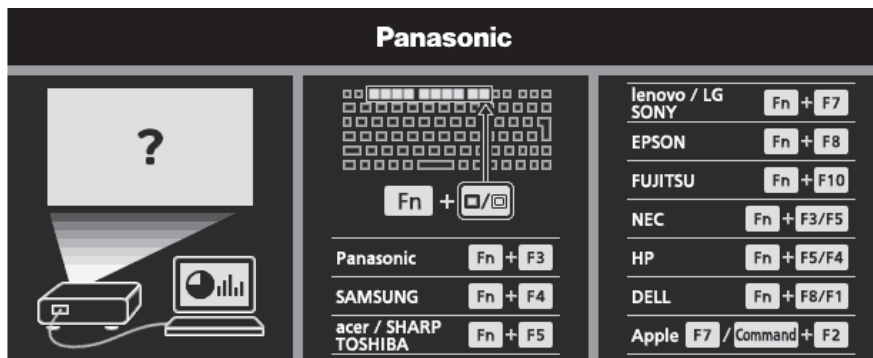 Panasonic
?
Fn + /
Panasonic Fn + F3
SAMSUNG Fn + F4
acer / SHARP
TOSHIBA Fn + F5
lenovo / LG
SONY Fn + F7
EPSON Fn + F8
FUJITSU Fn + F10
NEC Fn + F3/F5
HP Fn + F5/F4
DELL Fn + F8/F1
Apple F7 / Command + F2